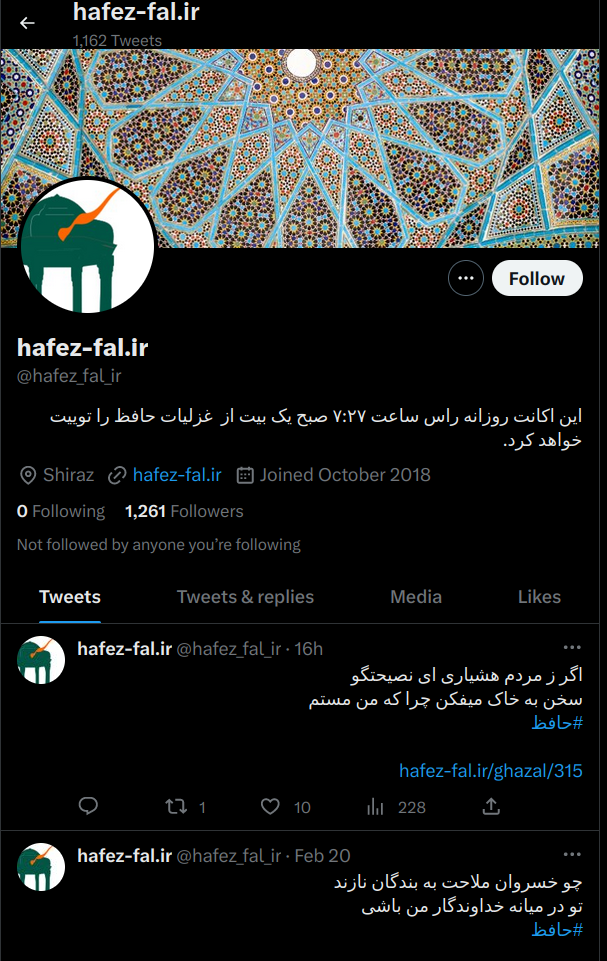 hafez-fal.ir
1,162 Tweets
Follow
hafez-fal.ir
@hafez_fal_ir
این اکانت روزانه راس ساعت ۷:۲۷ صبح یک بیت از غزلیات حافظ را توییت
خواهد کرد.
Shiraz hafez-fal.ir Joined October 2018
0 Following 1,261 Followers
Not followed by anyone you’re following
Tweets Tweets & replies Media Likes
hafez-fal.ir @hafez_fal_ir · 16h
اگر ز مردم هشیاری ای نصیحتگو
سخن به خاک میفکن چرا که من مستم
#حافظ
hafez-fal.ir/ghazal/315
1 10 228
hafez-fal.ir @hafez_fal_ir · Feb 20
چو خسروان ملاحت به بندگان نازند
تو در میانه خداوندگار من باشی
#حافظ